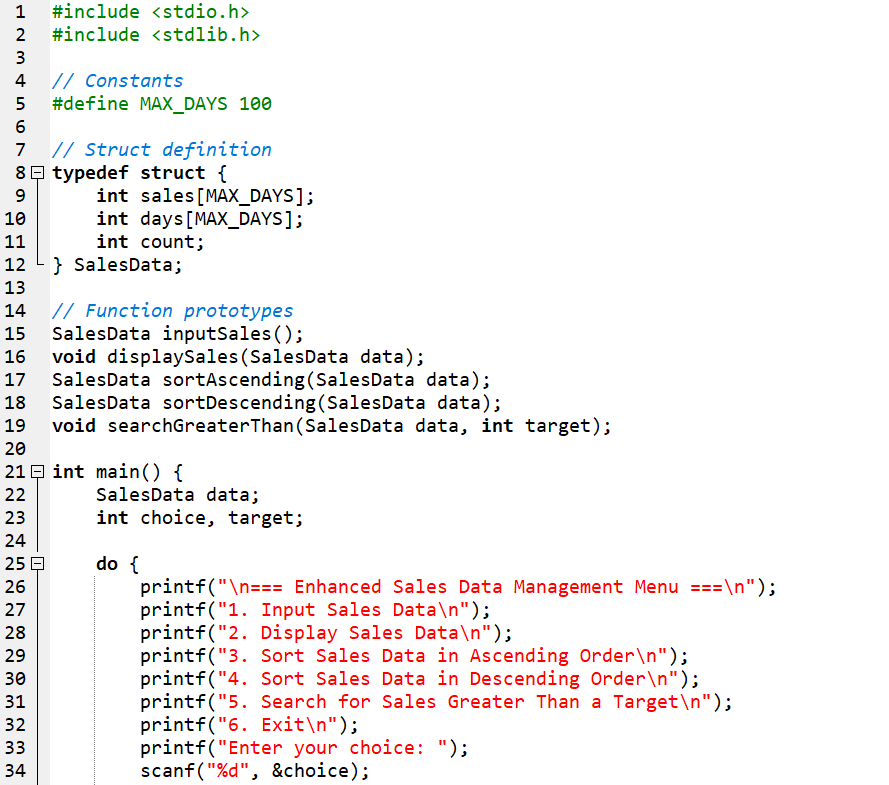 1 #include <stdio.h>
2 #include <stdlib.h>
3
4 // Constants
5 #define MAX_DAYS 100
6
7 // Struct definition
8 typedef struct {
9     int sales[MAX_DAYS];
10     int days[MAX_DAYS];
11     int count;
12 } SalesData;
13
14 // Function prototypes
15 SalesData inputSales();
16 void displaySales(SalesData data);
17 SalesData sortAscending(SalesData data);
18 SalesData sortDescending(SalesData data);
19 void searchGreaterThan(SalesData data, int target);
20
21 int main() {
22     SalesData data;
23     int choice, target;
24
25     do {
26         printf("\n=== Enhanced Sales Data Management Menu ===\n");
27         printf("1. Input Sales Data\n");
28         printf("2. Display Sales Data\n");
29         printf("3. Sort Sales Data in Ascending Order\n");
30         printf("4. Sort Sales Data in Descending Order\n");
31         printf("5. Search for Sales Greater Than a Target\n");
32         printf("6. Exit\n");
33         printf("Enter your choice: ");
34         scanf("%d", &choice);